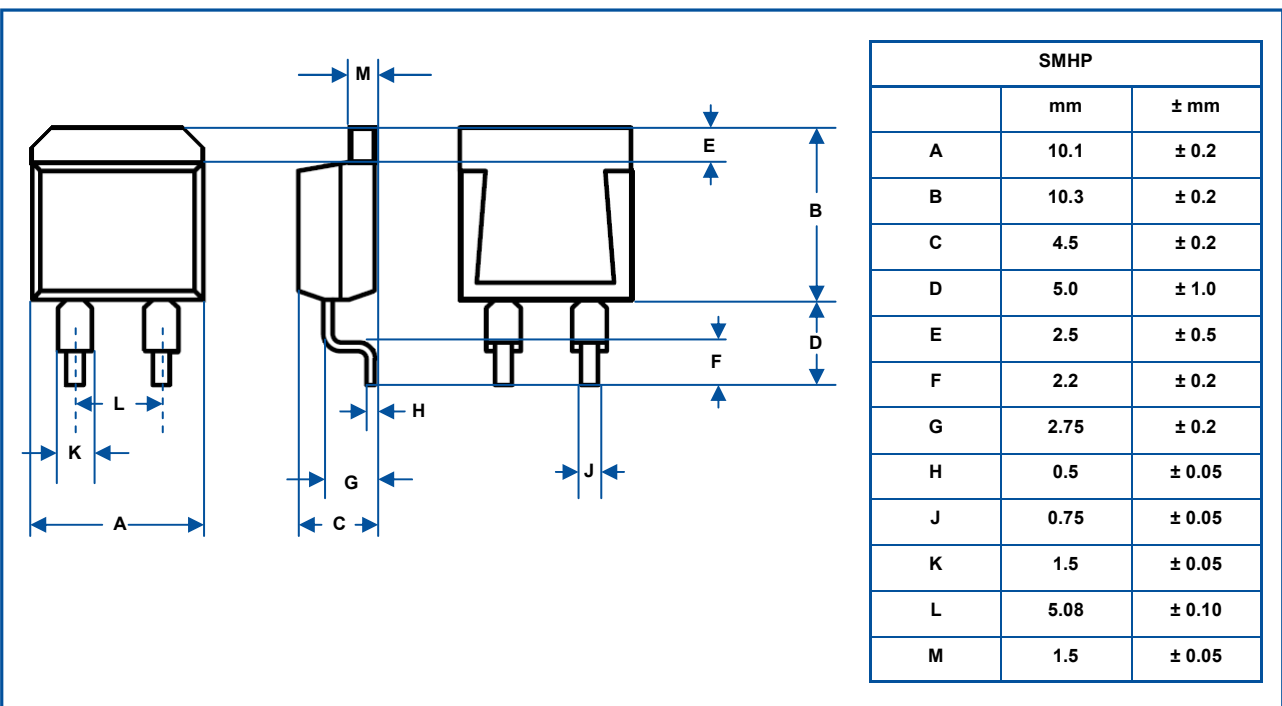 M
E
B
D
F
L
H
K
J
G
A
C
SMHP
mm ± mm
A 10.1 ± 0.2
B 10.3 ± 0.2
C 4.5 ± 0.2
D 5.0 ± 1.0
E 2.5 ± 0.5
F 2.2 ± 0.2
G 2.75 ± 0.2
H 0.5 ± 0.05
J 0.75 ± 0.05
K 1.5 ± 0.05
L 5.08 ± 0.10
M 1.5 ± 0.05